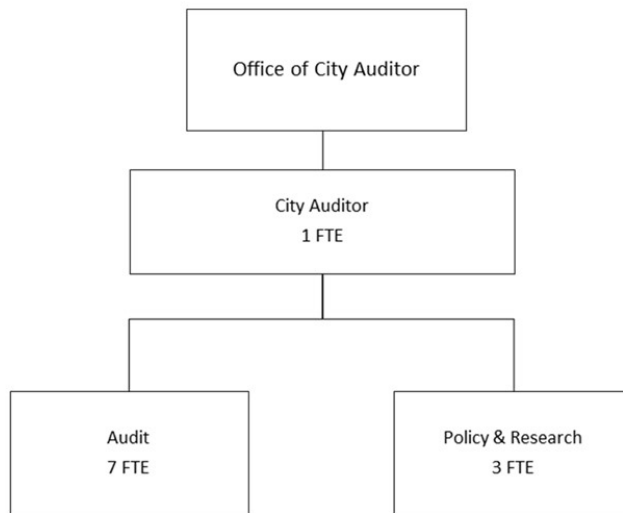 Office of City Auditor
City Auditor
1 FTE
Audit
7 FTE
Policy & Research
3 FTE